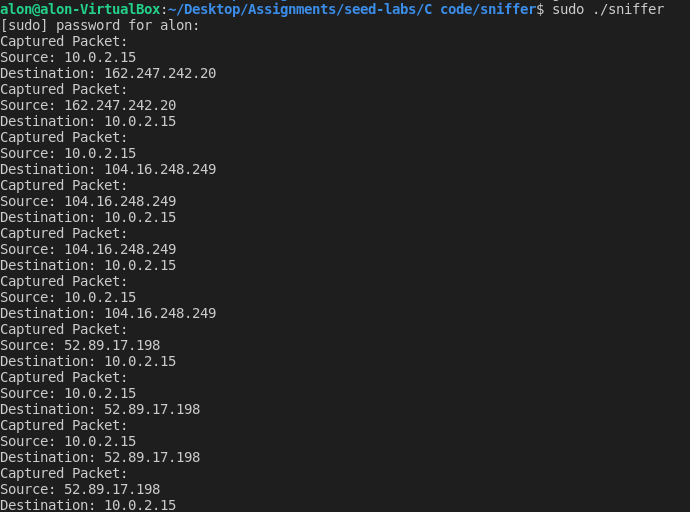 alon@alon-VirtualBox:~/Desktop/Assignments/seed-labs/C code/sniffer$ sudo ./sniffer
[sudo] password for alon:
Captured Packet:
Source: 10.0.2.15
Destination: 162.247.242.20
Captured Packet:
Source: 162.247.242.20
Destination: 10.0.2.15
Captured Packet:
Source: 10.0.2.15
Destination: 104.16.248.249
Captured Packet:
Source: 104.16.248.249
Destination: 10.0.2.15
Captured Packet:
Source: 104.16.248.249
Destination: 10.0.2.15
Captured Packet:
Source: 10.0.2.15
Destination: 104.16.248.249
Captured Packet:
Source: 52.89.17.198
Destination: 10.0.2.15
Captured Packet:
Source: 10.0.2.15
Destination: 52.89.17.198
Captured Packet:
Source: 10.0.2.15
Destination: 52.89.17.198
Captured Packet:
Source: 52.89.17.198
Destination: 10.0.2.15